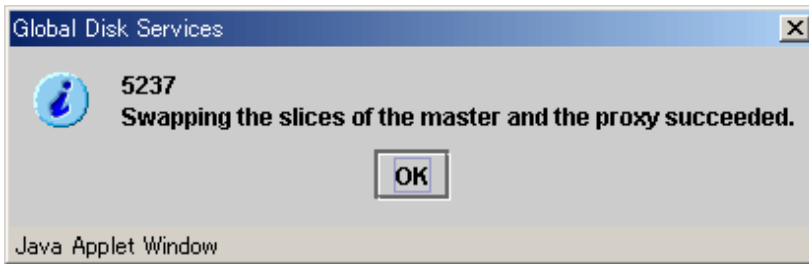 Global Disk Services
5237
Swapping the slices of the master and the proxy succeeded.
OK
Java Applet Window